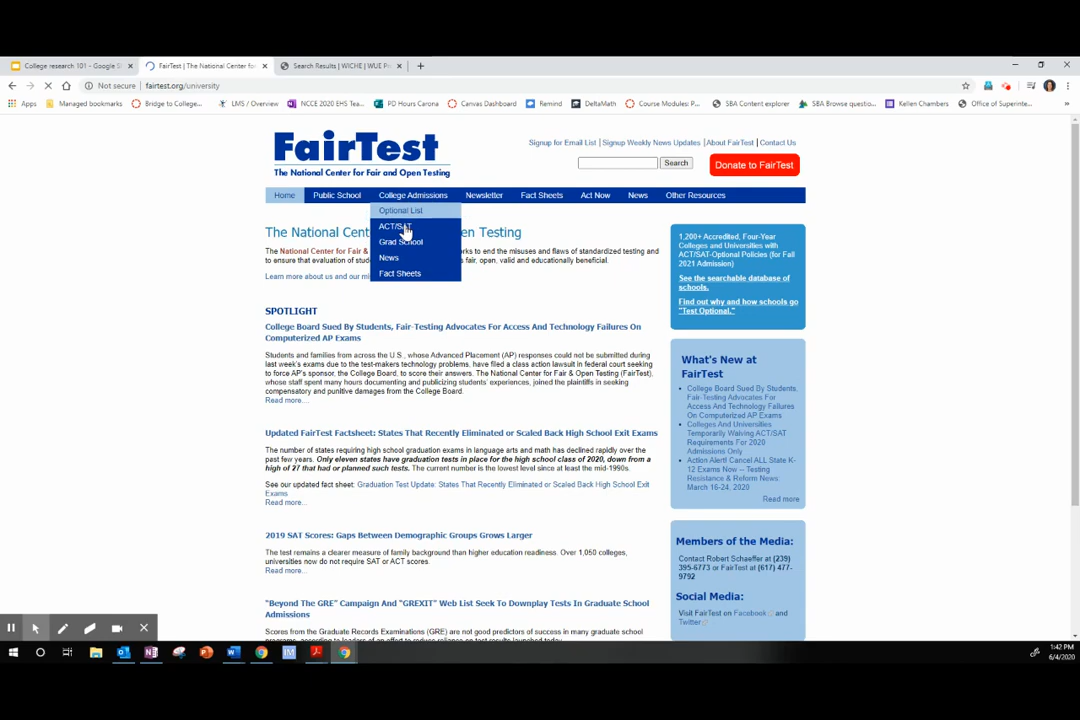 College research 101 - Google S
FairTest | The National Center for
Search Results | WICHE | WUE P
Not secure | fairtest.org/university
Apps
Managed bookmarks
Bridge to College...
LMS / Overview
NCCE 2020 EHS Tea...
PD Hours Carona
Canvas Dashboard
Remind
DeltaMath
Course Modules: P...
SBA Content explorer
SBA Browse questio...
Kellen Chambers
Office of Superinte...
FairTest
The National Center for Fair and Open Testing
Signup for Email List | Signup Weekly News Updates | About FairTest | Contact Us
Search
Donate to FairTest
Home
Public School
College Admissions
Newsletter
Fact Sheets
Act Now
News
Other Resources
Optional List
ACT/SAT
Grad School
News
Fact Sheets
The National Cent en Testing
The National Center for Fair & rks to end the misuses and flaws of standardized testing and
to ensure that evaluation of stude s fair, open, valid and educationally beneficial.
Learn more about us and our mi
SPOTLIGHT
College Board Sued By Students, Fair-Testing Advocates For Access And Technology Failures On
Computerized AP Exams
Students and families from across the U.S., whose Advanced Placement (AP) responses could not be submitted during
last week's exams due to the test-makers technology problems, have filed a class action lawsuit in federal court seeking
to force AP's sponsor, the College Board, to score their answers. The National Center for Fair & Open Testing (FairTest),
whose staff spent many hours documenting and publicizing students' experiences, joined the plaintiffs in seeking
compensatory and punitive damages from the College Board.
Read more....
Updated FairTest Factsheet: States That Recently Eliminated or Scaled Back High School Exit Exams
The number of states requiring high school graduation exams in language arts and math has declined rapidly over the
past few years. Only eleven states have graduation tests in place for the high school class of 2020, down from a
high of 27 that had or planned such tests. The current number is the lowest level since at least the mid-1990s.
See our updated fact sheet: Graduation Test Update: States That Recently Eliminated or Scaled Back High School Exit
Exams
Read more...
2019 SAT Scores: Gaps Between Demographic Groups Grows Larger
The test remains a clearer measure of family background than higher education readiness. Over 1,050 colleges,
universities now do not require SAT or ACT scores.
Read more...
"Beyond The GRE" Campaign And "GREXIT" Web List Seek To Downplay Tests In Graduate School
Admissions
Scores from the Graduate Records Examinations (GRE) are not good predictors of success in many graduate school
1,200+ Accredited, Four-Year
Colleges and Universities with
ACT/SAT-Optional Policies (for Fall
2021 Admission)
See the searchable database of
schools.
Find out why and how schools go
"Test Optional."
What's New at
FairTest
College Board Sued By Students,
Fair-Testing Advocates For
Access And Technology Failures
On Computerized AP Exams
Colleges And Universities
Temporarily Waiving ACT/SAT
Requirements For 2020
Admissions Only
Action Alert! Cancel ALL State K-
12 Exams Now -- Testing
Resistance & Reform News:
March 16-24, 2020
Read more
Members of the Media:
Contact Robert Schaeffer at (239)
395-6773 or FairTest at (617) 477-
9792
Social Media:
Visit FairTest on Facebook and
Twitter
1:42 PM
6/4/2020